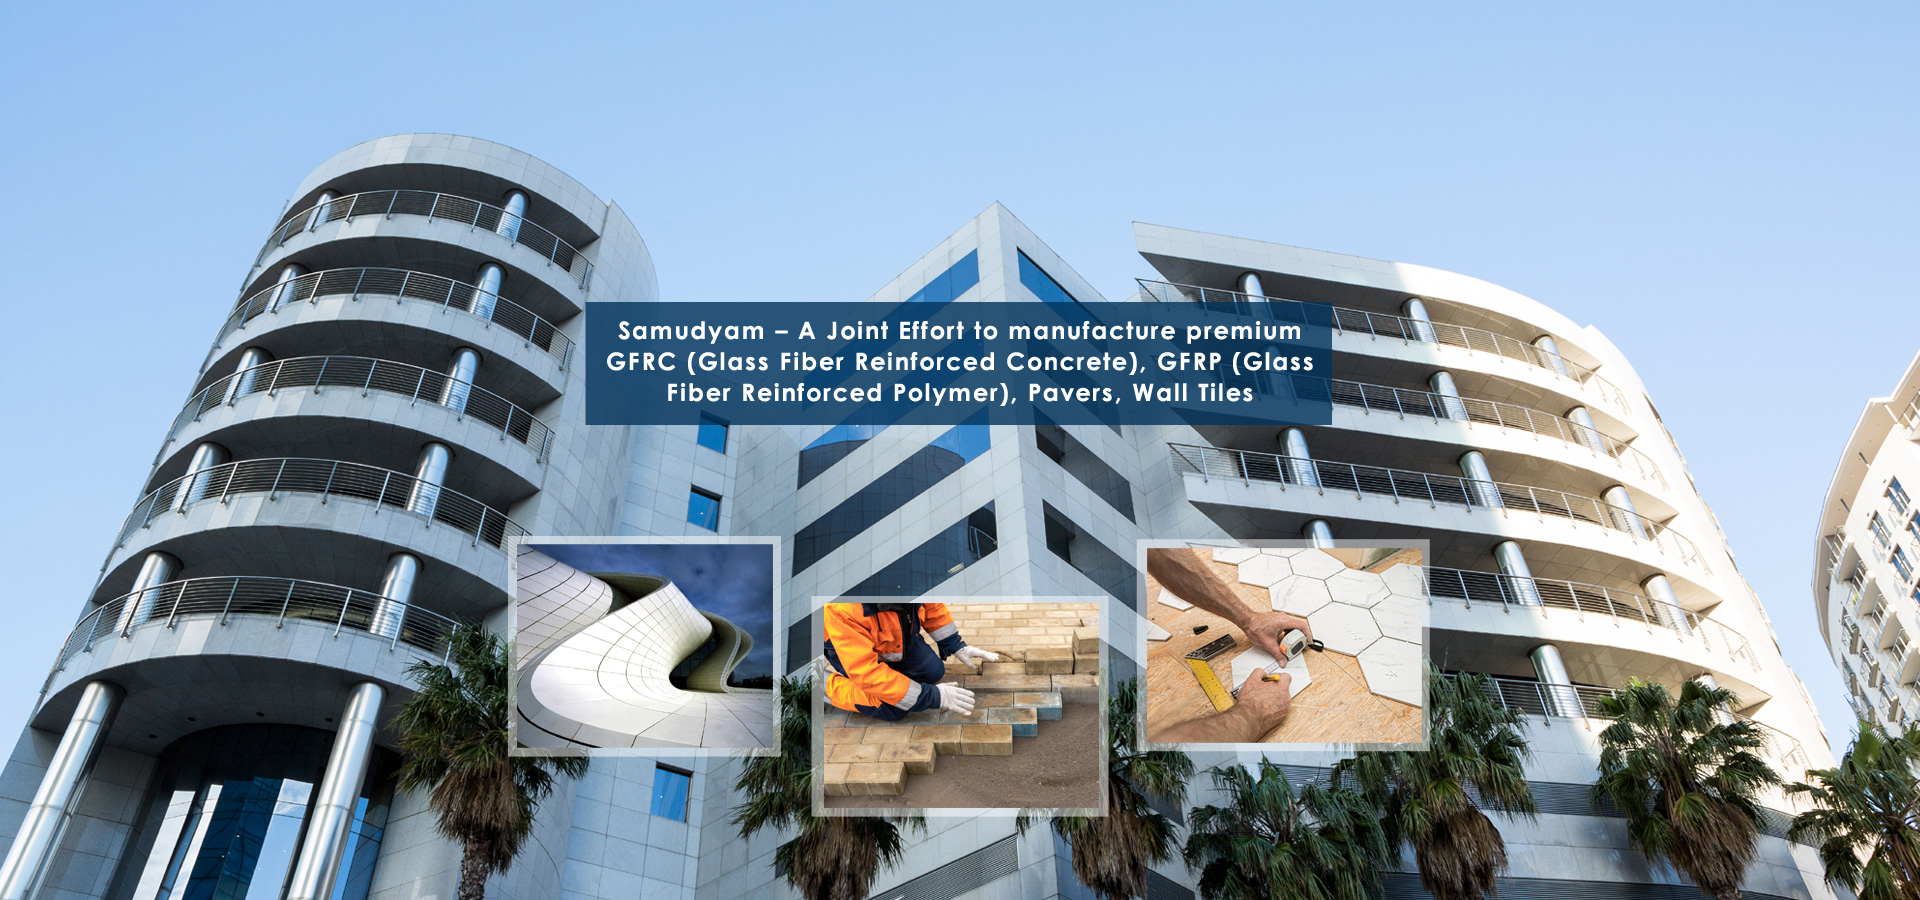 Samudyam – A Joint Effort to manufacture premium
GFRC (Glass Fiber Reinforced Concrete), GFRP (Glass
Fiber Reinforced Polymer), Pavers, Wall Tiles